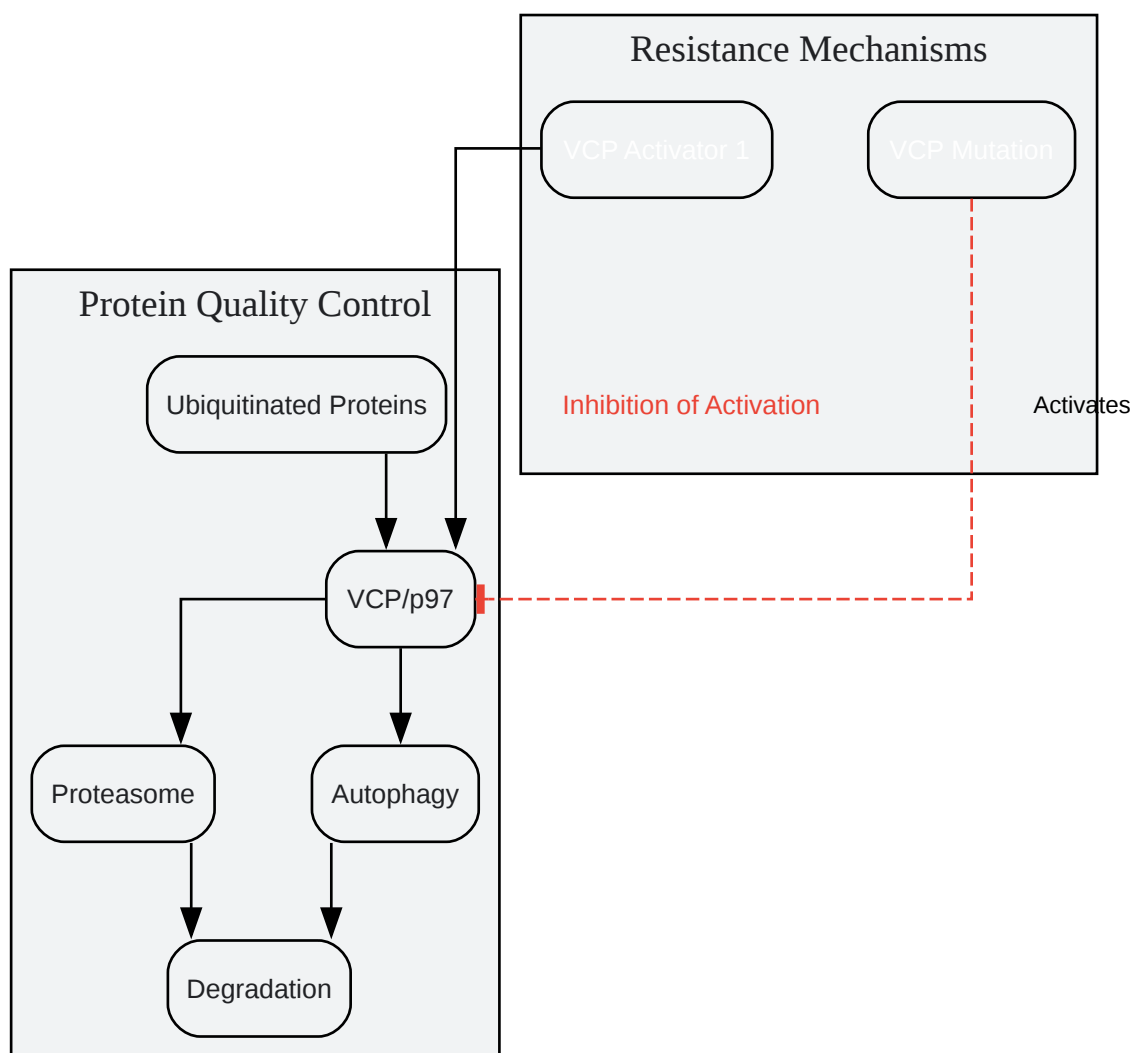 Resistance Mechanisms
VCP Activator 1
VCP Mutation
Protein Quality Control
Ubiquitinated Proteins
Inhibition of Activation
Activates
VCP/p97
Proteasome
Autophagy
Degradation